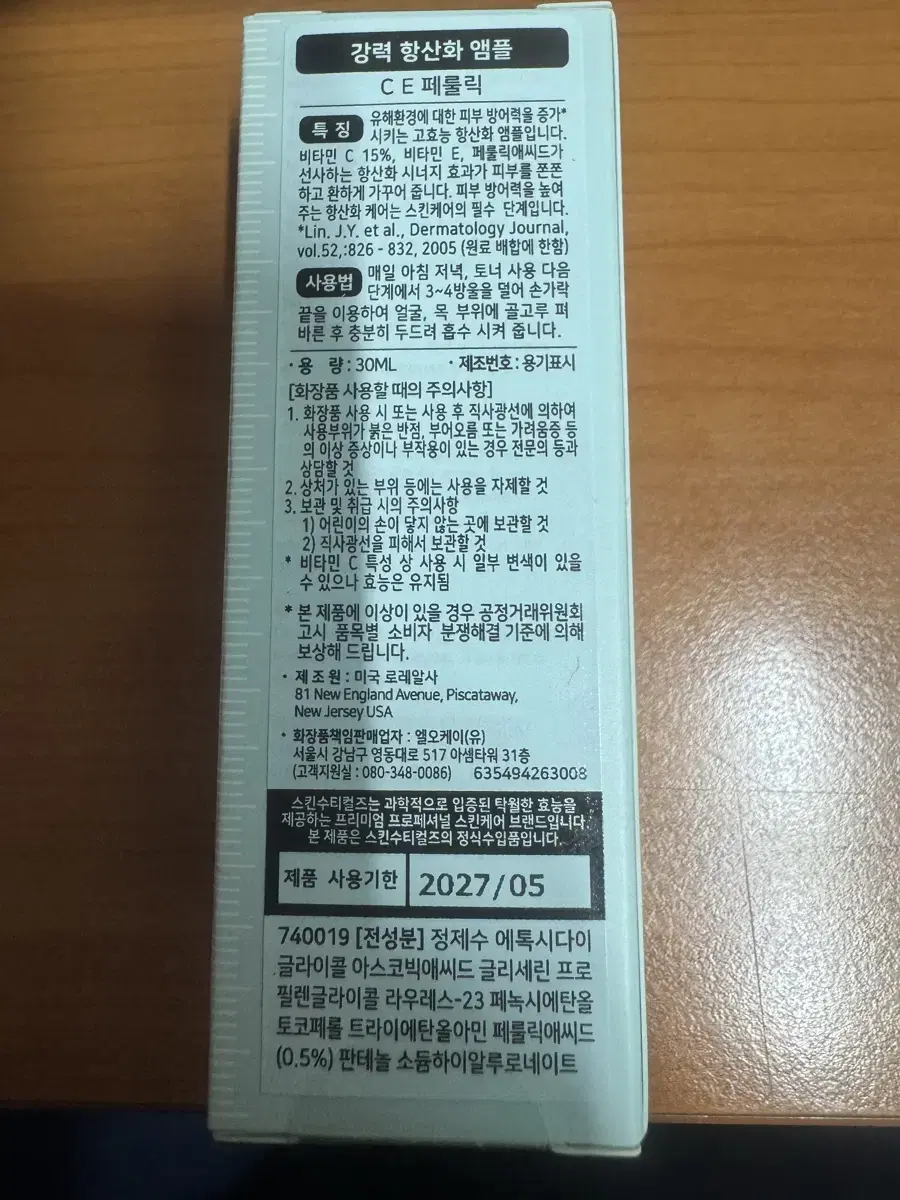 강력 항산화 앰플
C E 페룰릭
특 징 유해환경에 대한 피부 방어력을 증가*
시키는 고효능 항산화 앰플입니다.
비타민 C 15%, 비타민 E, 페룰릭애씨드가
선사하는 항산화 시너지 효과가 피부를 쫀쫀
하고 환하게 가꾸어 줍니다. 피부 방어력을 높여
주는 항산화 케어는 스킨케어의 필수 단계입니다.
*Lin. J.Y. et al., Dermatology Journal,
vol.52,:826 - 832, 2005 (원료 배합에 한함)
사용법 매일 아침 저녁, 토너 사용 다음
단계에서 3~4방울을 덜어 손가락
끝을 이용하여 얼굴, 목 부위에 골고루 펴
바른 후 충분히 두드려 흡수 시켜 줍니다.
· 용 량 : 30ML · 제조번호 : 용기표시
[화장품 사용할 때의 주의사항]
1. 화장품 사용 시 또는 사용 후 직사광선에 의하여
사용부위가 붉은 반점, 부어오름 또는 가려움증 등
의 이상 증상이나 부작용이 있는 경우 전문의 등과
상담할 것
2. 상처가 있는 부위 등에는 사용을 자제할 것
3. 보관 및 취급 시의 주의사항
1) 어린이의 손이 닿지 않는 곳에 보관할 것
2) 직사광선을 피해서 보관할 것
* 비타민 C 특성 상 사용 시 일부 변색이 있을
수 있으나 효능은 유지됨
* 본 제품에 이상이 있을 경우 공정거래위원회
고시 품목별 소비자 분쟁해결 기준에 의해
보상해 드립니다.
· 제 조 원 : 미국 로레알사
81 New England Avenue, Piscataway,
New Jersey USA
· 화장품책임판매업자 : 엘오케이(유)
서울시 강남구 영동대로 517 아셈타워 31층
(고객지원실 : 080-348-0086) 635494263008
스킨수티컬즈는 과학적으로 입증된 탁월한 효능을
제공하는 프리미엄 프로페셔널 스킨케어 브랜드입니다.
본 제품은 스킨수티컬즈의 정식수입품입니다.
제품 사용기한 2027/05
740019 [전성분] 정제수 에톡시다이
글라이콜 아스코빅애씨드 글리세린 프로
필렌글라이콜 라우레스-23 페녹시에탄올
토코페롤 트라이에탄올아민 페룰릭애씨드
(0.5%) 판테놀 소듐하이알루로네이트